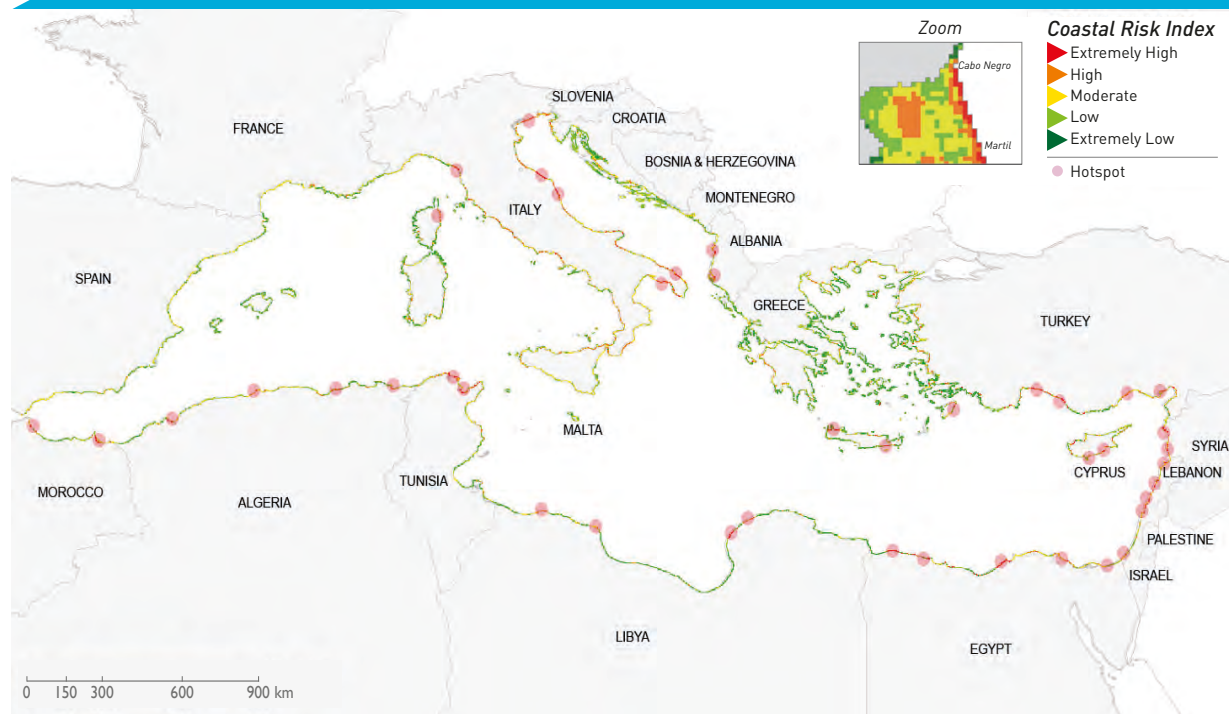 Zoom
Cabo Negro
Martil
Coastal Risk Index
Extremely High
High
Moderate
Low
Extremely Low
Hotspot
SLOVENIA
FRANCE
CROATIA
BOSNIA & HERZEGOVINA
MONTENEGRO
ITALY
ALBANIA
SPAIN
GREECE
TURKEY
MALTA
SYRIA
CYPRUS
LEBANON
TUNISIA
MOROCCO
ALGERIA
PALESTINE
ISRAEL
LIBYA
EGYPT
0 150 300 600 900 km